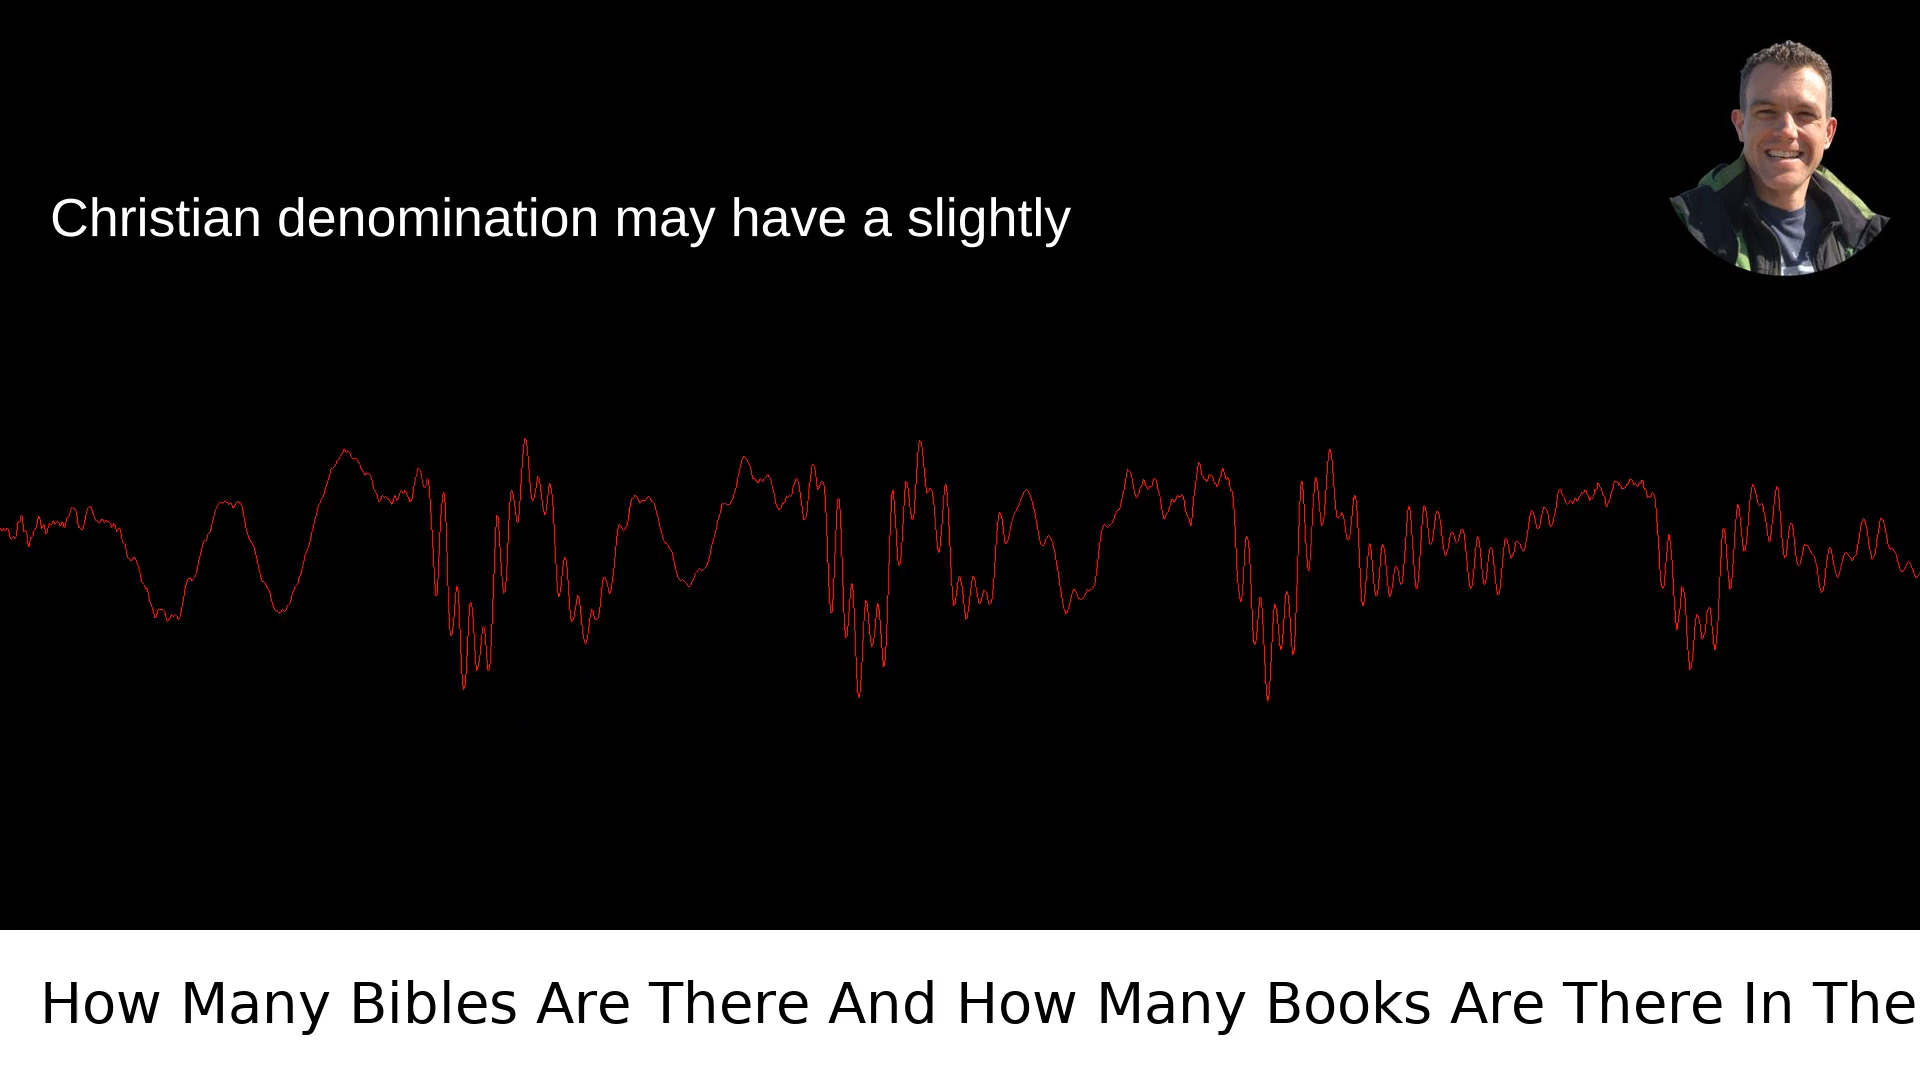 Christian denomination may have a slightly
How Many Bibles Are There And How Many Books Are There In The